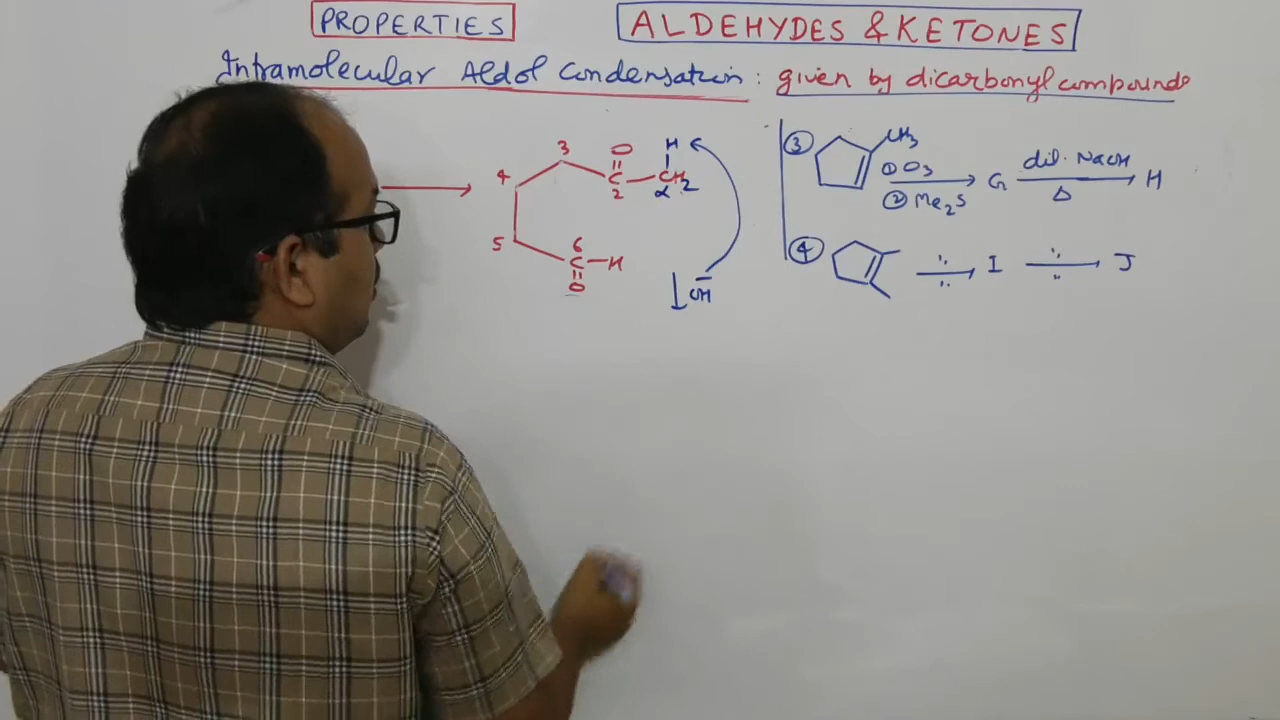 PROPERTIES
ALDEHYDES & KETONES
Intramolecular Aldol Condensation : given by dicarbonyl compounds
3 O H
4 C CH2
2 α
5 6
C H
O
OH
③ CH3
① O3 dil. NaOH
② Me2S G Δ H
④ I J